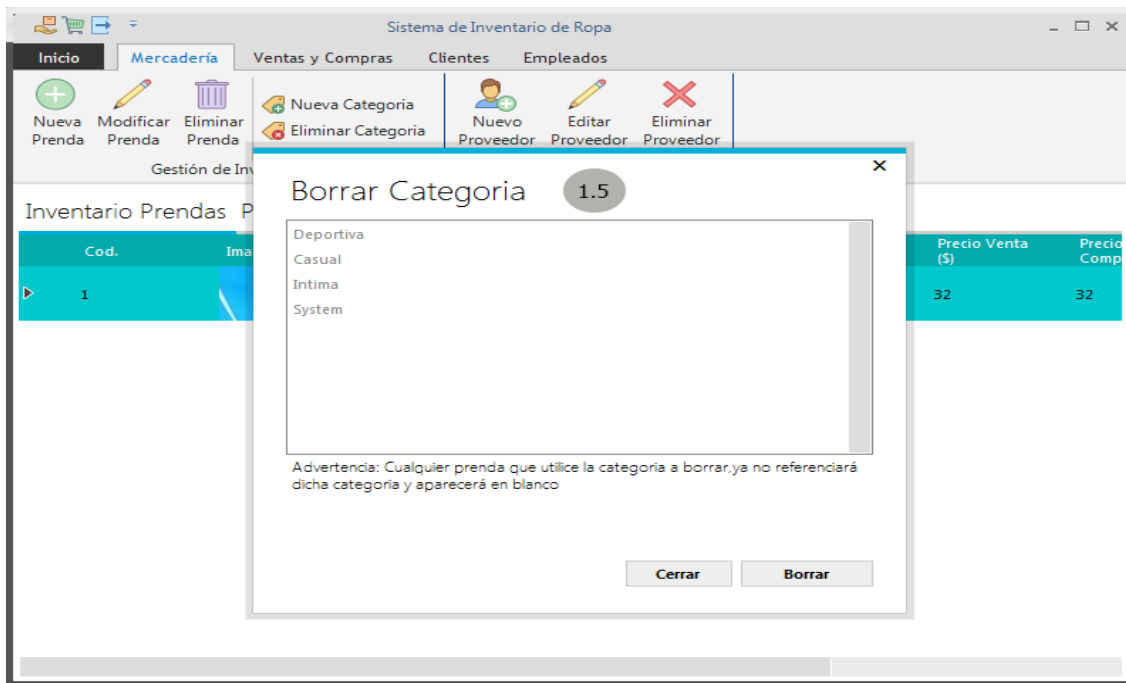 Sistema de Inventario de Ropa
Inicio Mercadería Ventas y Compras Clientes Empleados
Nueva Prenda
Modificar Prenda
Eliminar Prenda
Nueva Categoria
Eliminar Categoria
Nuevo Proveedor
Editar Proveedor
Eliminar Proveedor
Gestión de
Borrar Categoria 1.5
Deportiva
Casual
Intima
System
Advertencia: Cualquier prenda que utilice la categoria a borrar,ya no referenciará
dicha categoria y aparecerá en blanco
Cerrar Borrar
Inventario Prendas P
Cod. Ima Precio Venta ($) Precio Comp
1 32 32